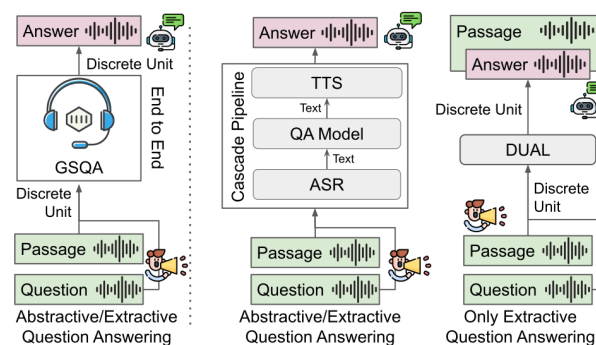 Answer
Discrete Unit
GSQA
End to End
Discrete
Unit
Passage
Question
Abstractive/Extractive
Question Answering
Answer
Cascade Pipeline
TTS
Text
QA Model
Text
ASR
Passage
Question
Abstractive/Extractive
Question Answering
Passage
Answer
Discrete Unit
DUAL
Discrete
Unit
Passage
Question
Only Extractive
Question Answering